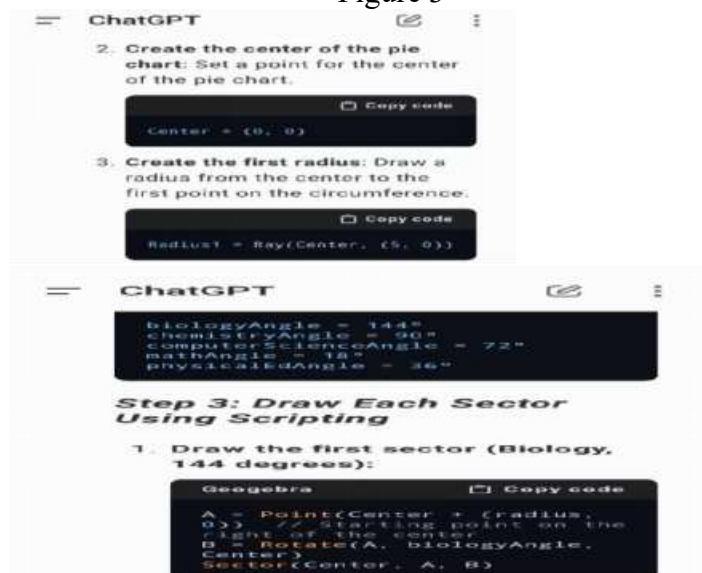 Figure 3
ChatGPT
2. Create the center of the pie
chart: Set a point for the center
of the pie chart.
Copy code
Center = (0, 0)
3. Create the first radius: Draw a
radius from the center to the
first point on the circumference.
Copy code
Radius1 = Ray(Center, (5, 0))
ChatGPT
biologyAngle = 144°
chemistryAngle = 90°
computerScienceAngle = 72°
mathAngle = 18°
physicalEdAngle = 36°
Step 3: Draw Each Sector
Using Scripting
1. Draw the first sector (Biology,
144 degrees):
Geogebra Copy code
A = Point(Center + (radius,
0)) // Starting point on the
right of the center
B = Rotate(A, biologyAngle,
Center)
Sector(Center, A, B)